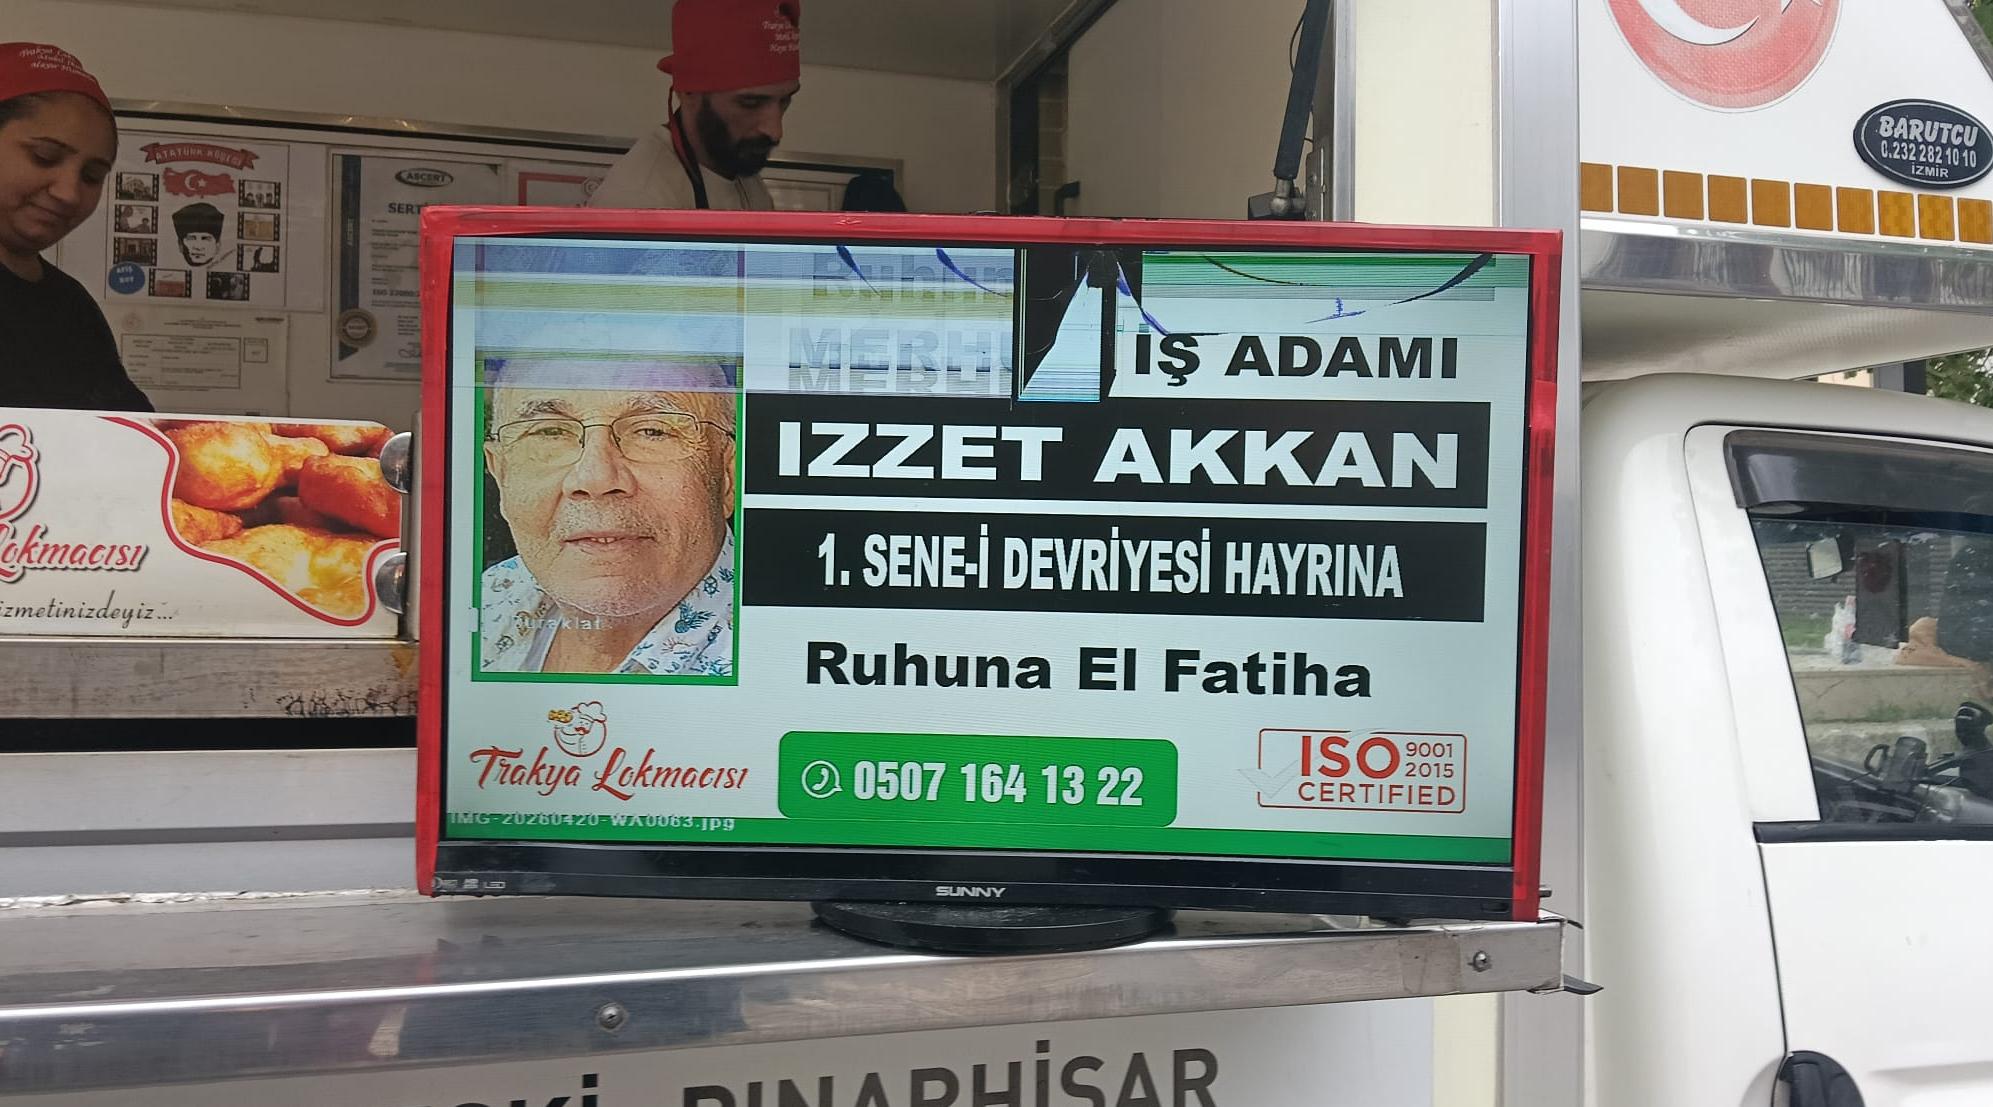 BARUTCU
0.232 282 10 10
İZMİR
ATATÜRK KÖŞESİ
ASCERT
İŞ ADAMI
IZZET AKKAN
1. SENE-İ DEVRİYESİ HAYRINA
Ruhuna El Fatiha
Trakya Lokmacısı
0507 164 13 22
ISO 9001
2015
CERTIFIED
IMG-20260420-WA0063.jpg
SUNNY
LED
Lokmacısı
PINARHİSAR